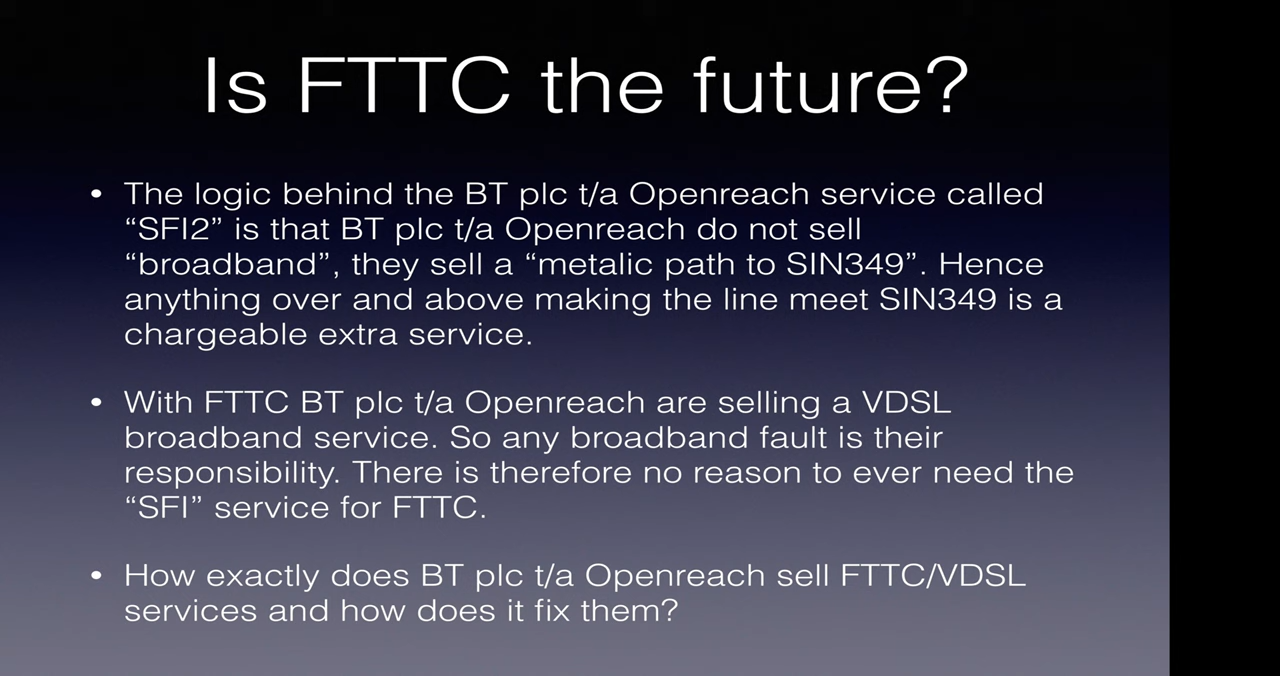 Is FTTC the future?
• The logic behind the BT plc t/a Openreach service called
“SFI2” is that BT plc t/a Openreach do not sell
“broadband”, they sell a “metalic path to SIN349”. Hence
anything over and above making the line meet SIN349 is a
chargeable extra service.
• With FTTC BT plc t/a Openreach are selling a VDSL
broadband service. So any broadband fault is their
responsibility. There is therefore no reason to ever need the
“SFI” service for FTTC.
• How exactly does BT plc t/a Openreach sell FTTC/VDSL
services and how does it fix them?